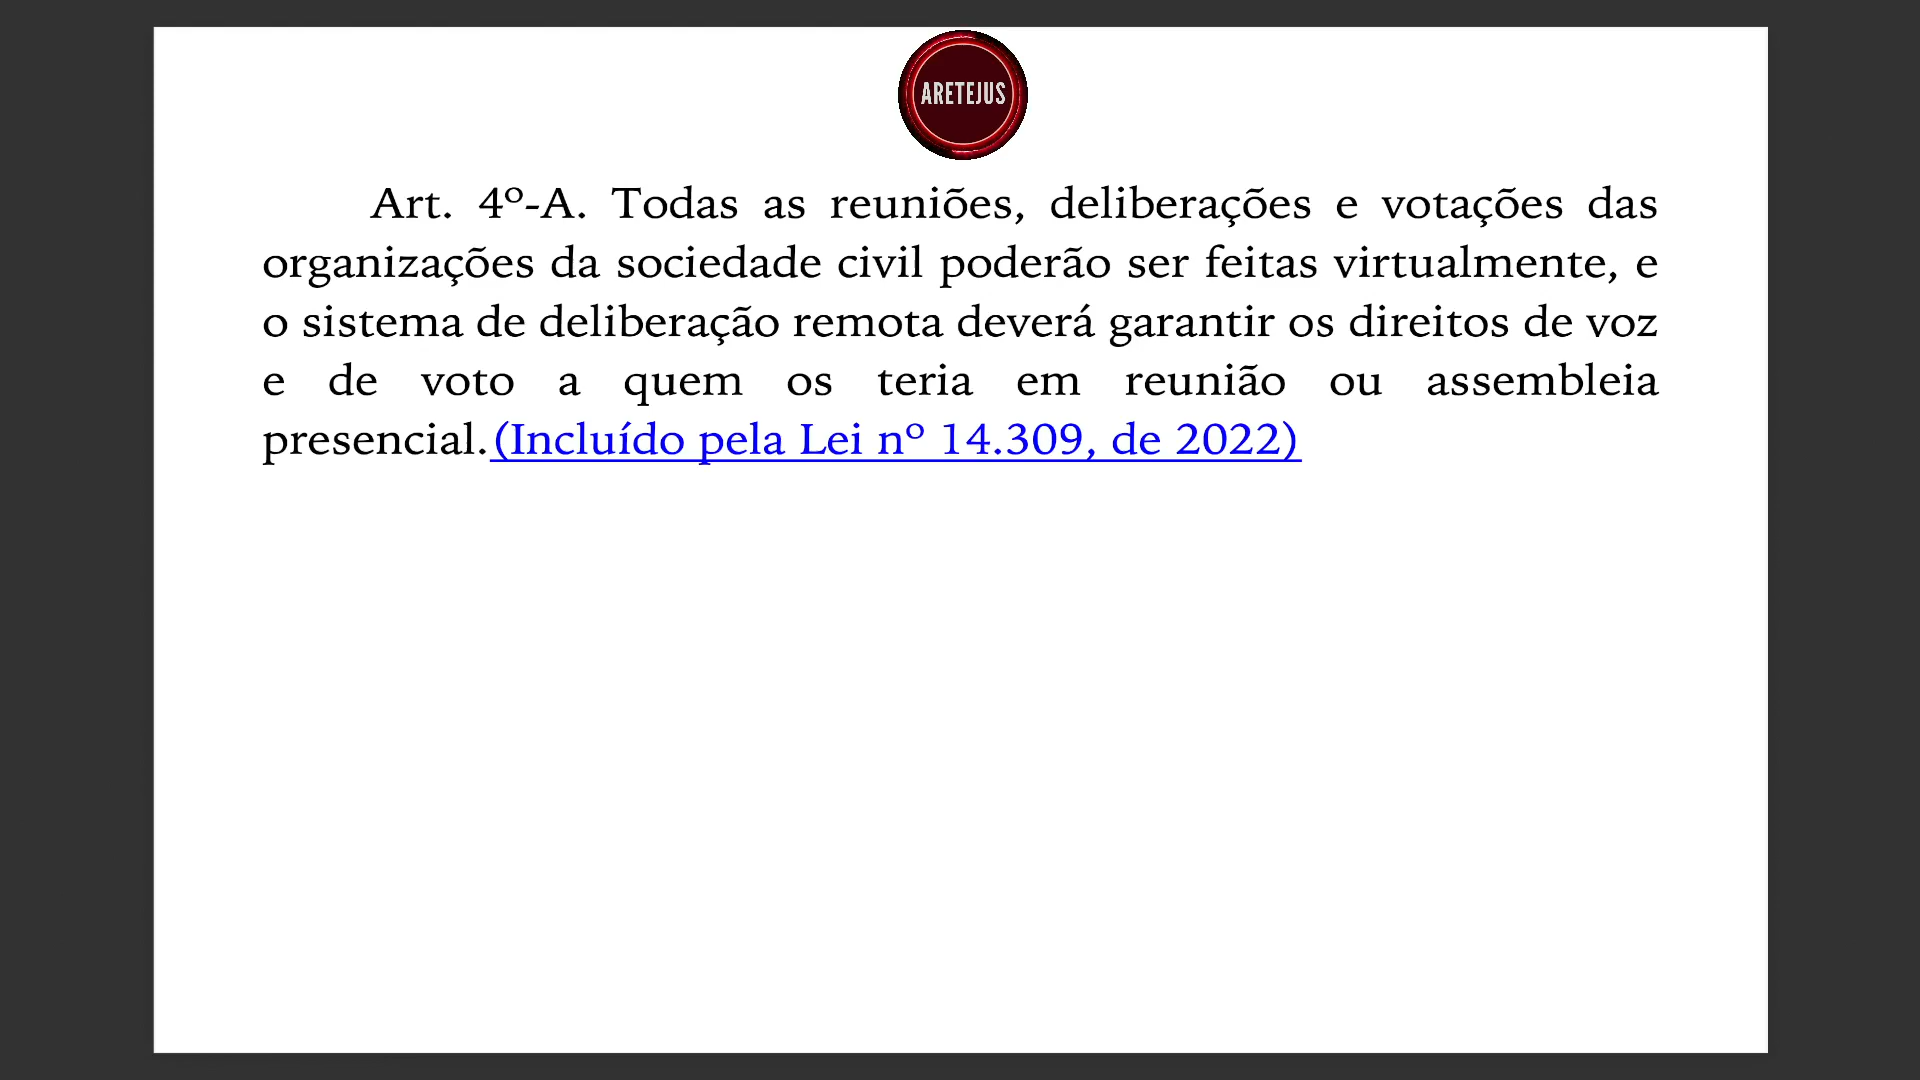 ARETEJUS
Art. 4º-A. Todas as reuniões, deliberações e votações das
organizações da sociedade civil poderão ser feitas virtualmente, e
o sistema de deliberação remota deverá garantir os direitos de voz
e de voto a quem os teria em reunião ou assembleia
presencial. (Incluído pela Lei nº 14.309, de 2022)